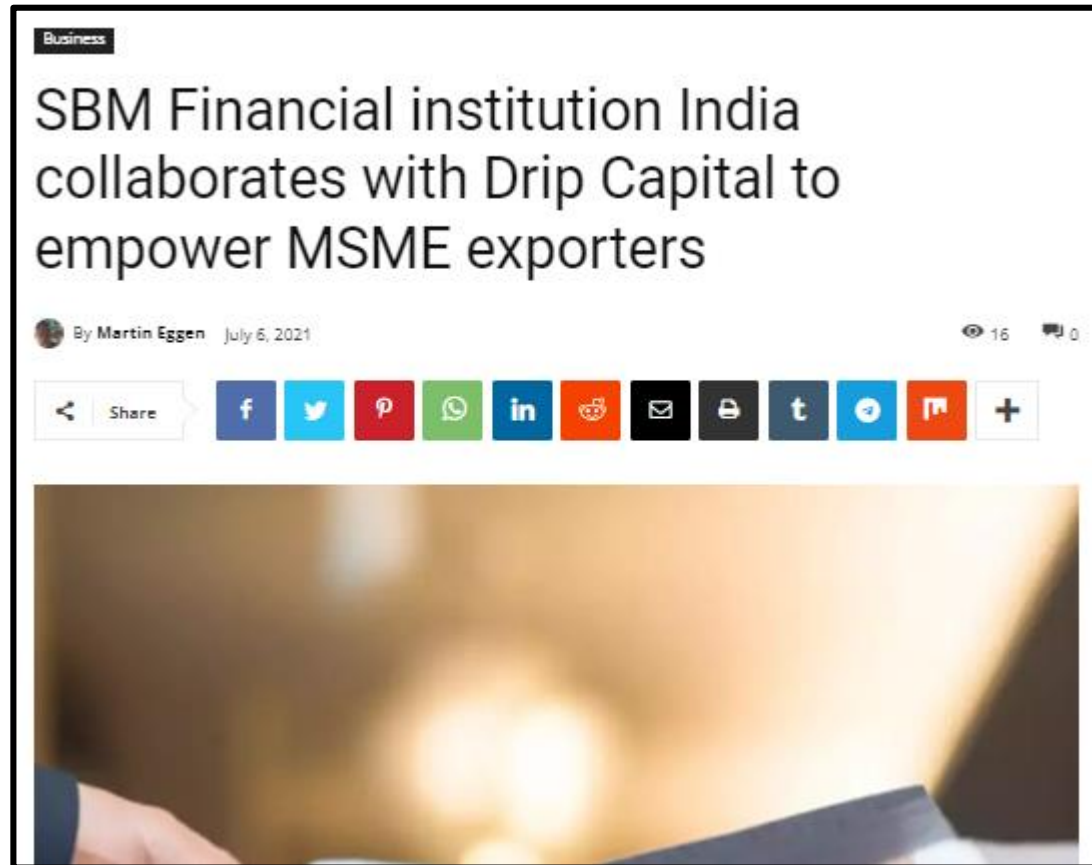 Business
SBM Financial institution India
collaborates with Drip Capital to
empower MSME exporters
By Martin Eggen July 6, 2021 16 0
Share